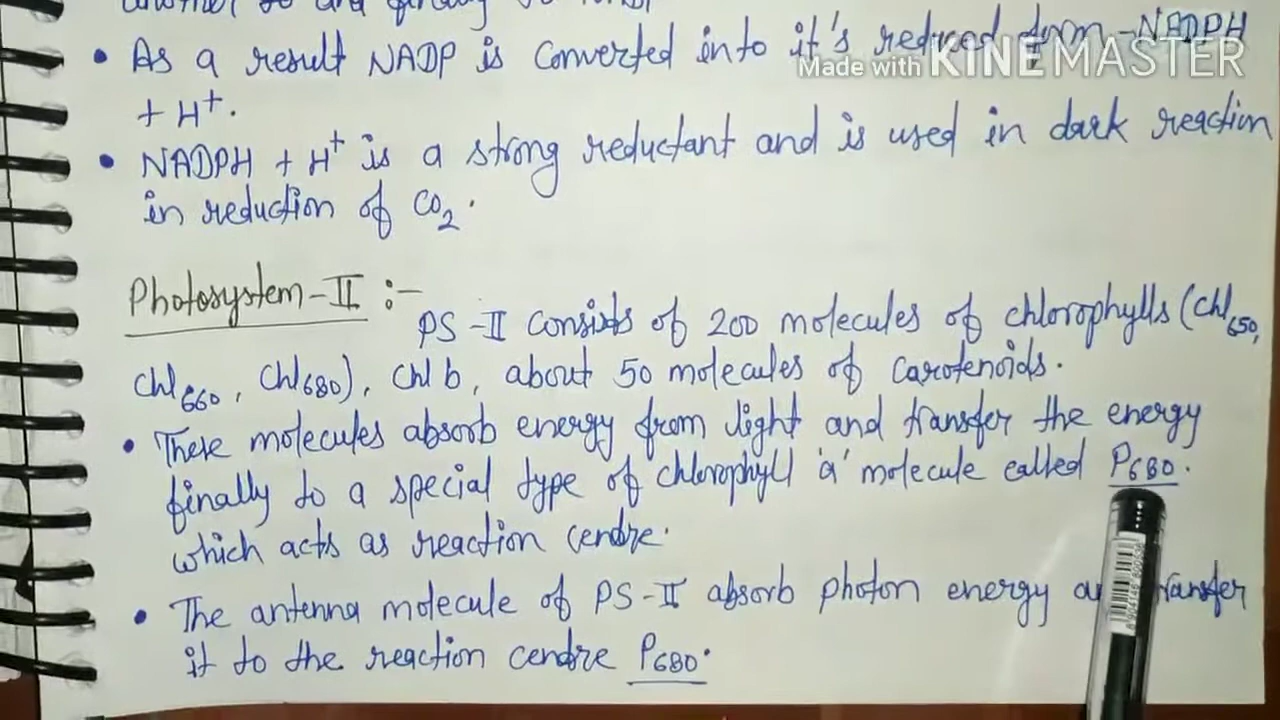 another to and finally to
• As a result NADP is converted into it's reduced form - NADPH
Made with KINEMASTER
+ H⁺.
• NADPH + H⁺ is a strong reductant and is used in dark reaction
in reduction of CO₂.
Photosystem-II :-
PS-II consists of 200 molecules of chlorophylls (Chl₆₅₀,
Chl₆₆₀, Chl₆₈₀), Chl b, about 50 molecules of carotenoids.
• These molecules absorb energy from light and transfer the energy
finally to a special type of chlorophyll 'a' molecule called P₆₈₀.
which acts as reaction centre.
• The antenna molecule of PS-II absorb photon energy transfer
it to the reaction centre P₆₈₀.